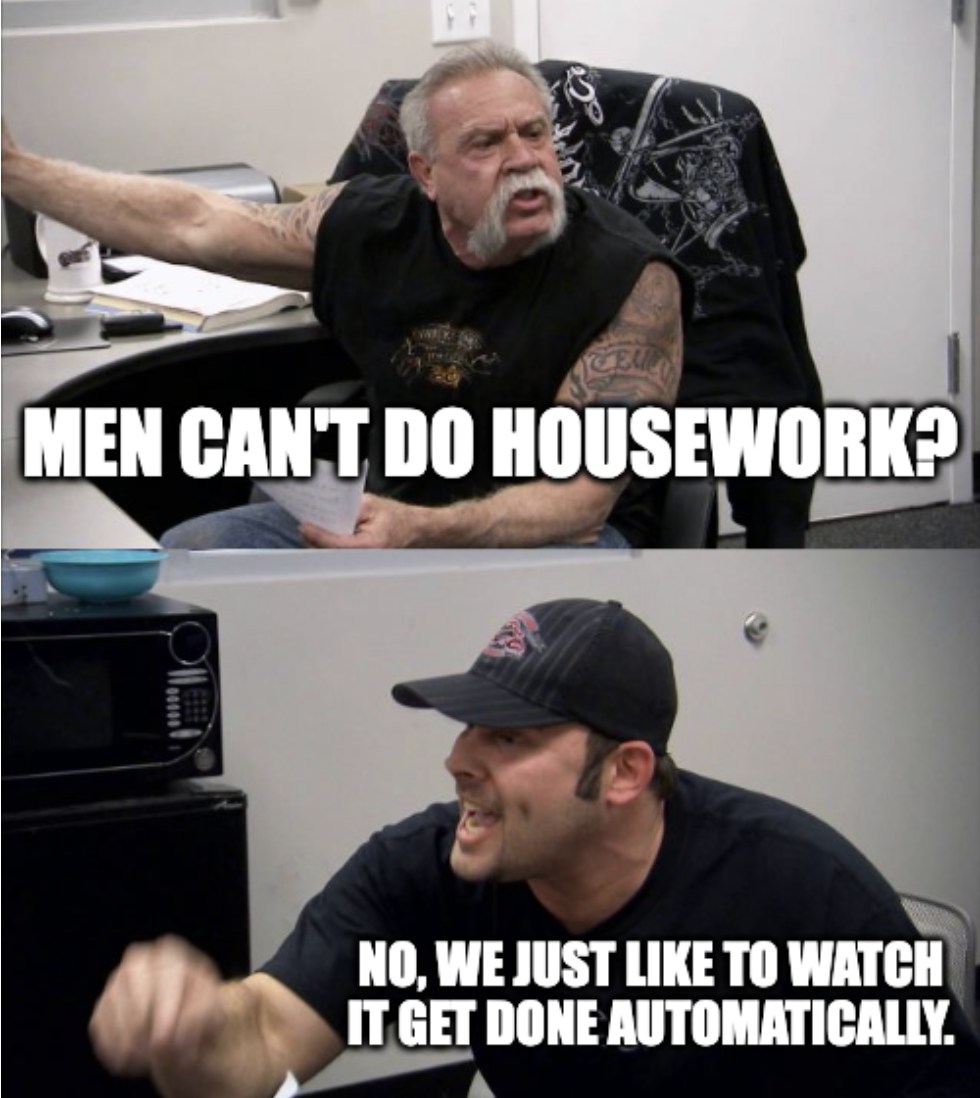 MEN CAN'T DO HOUSEWORK?
NO, WE JUST LIKE TO WATCH
IT GET DONE AUTOMATICALLY.